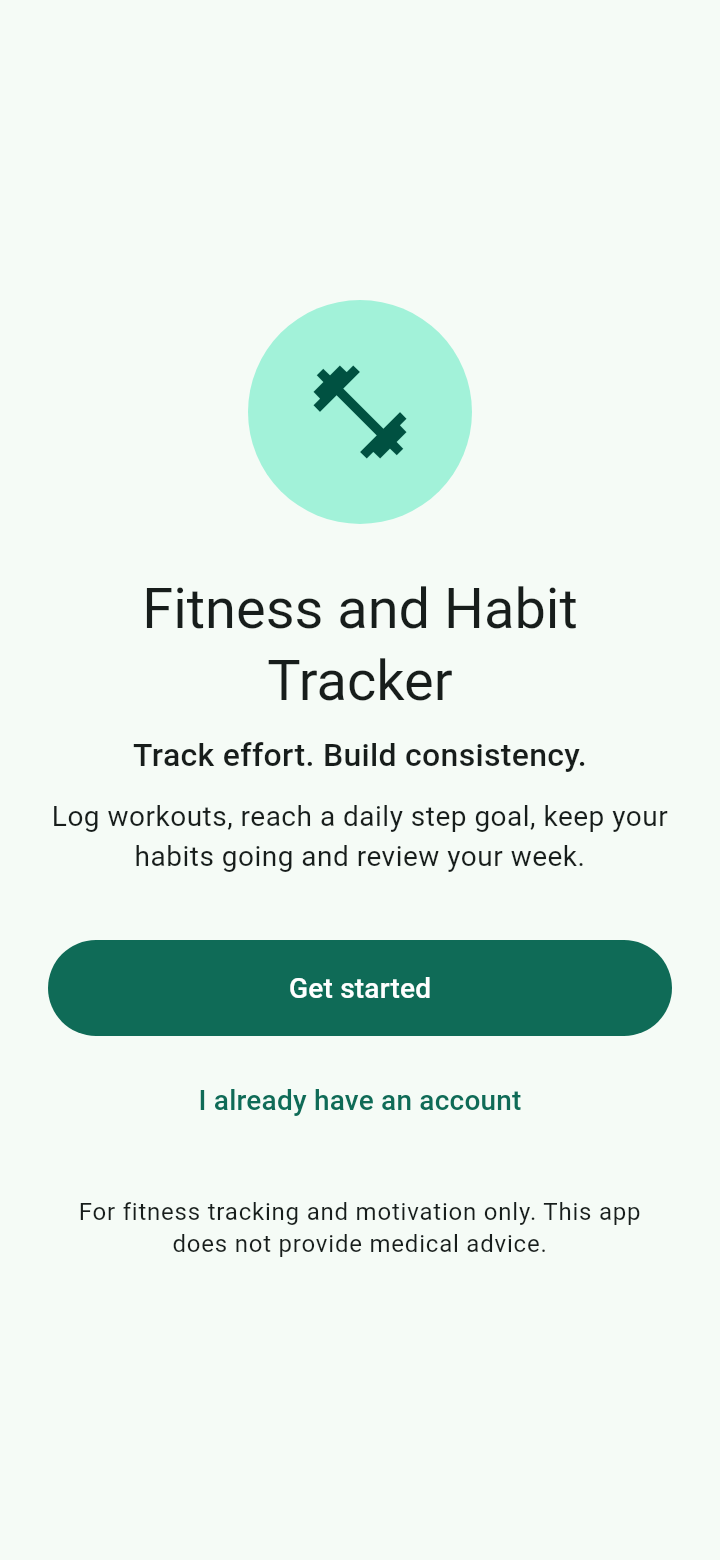 Fitness and Habit
Tracker
Track effort. Build consistency.
Log workouts, reach a daily step goal, keep your
habits going and review your week.
Get started
I already have an account
For fitness tracking and motivation only. This app
does not provide medical advice.